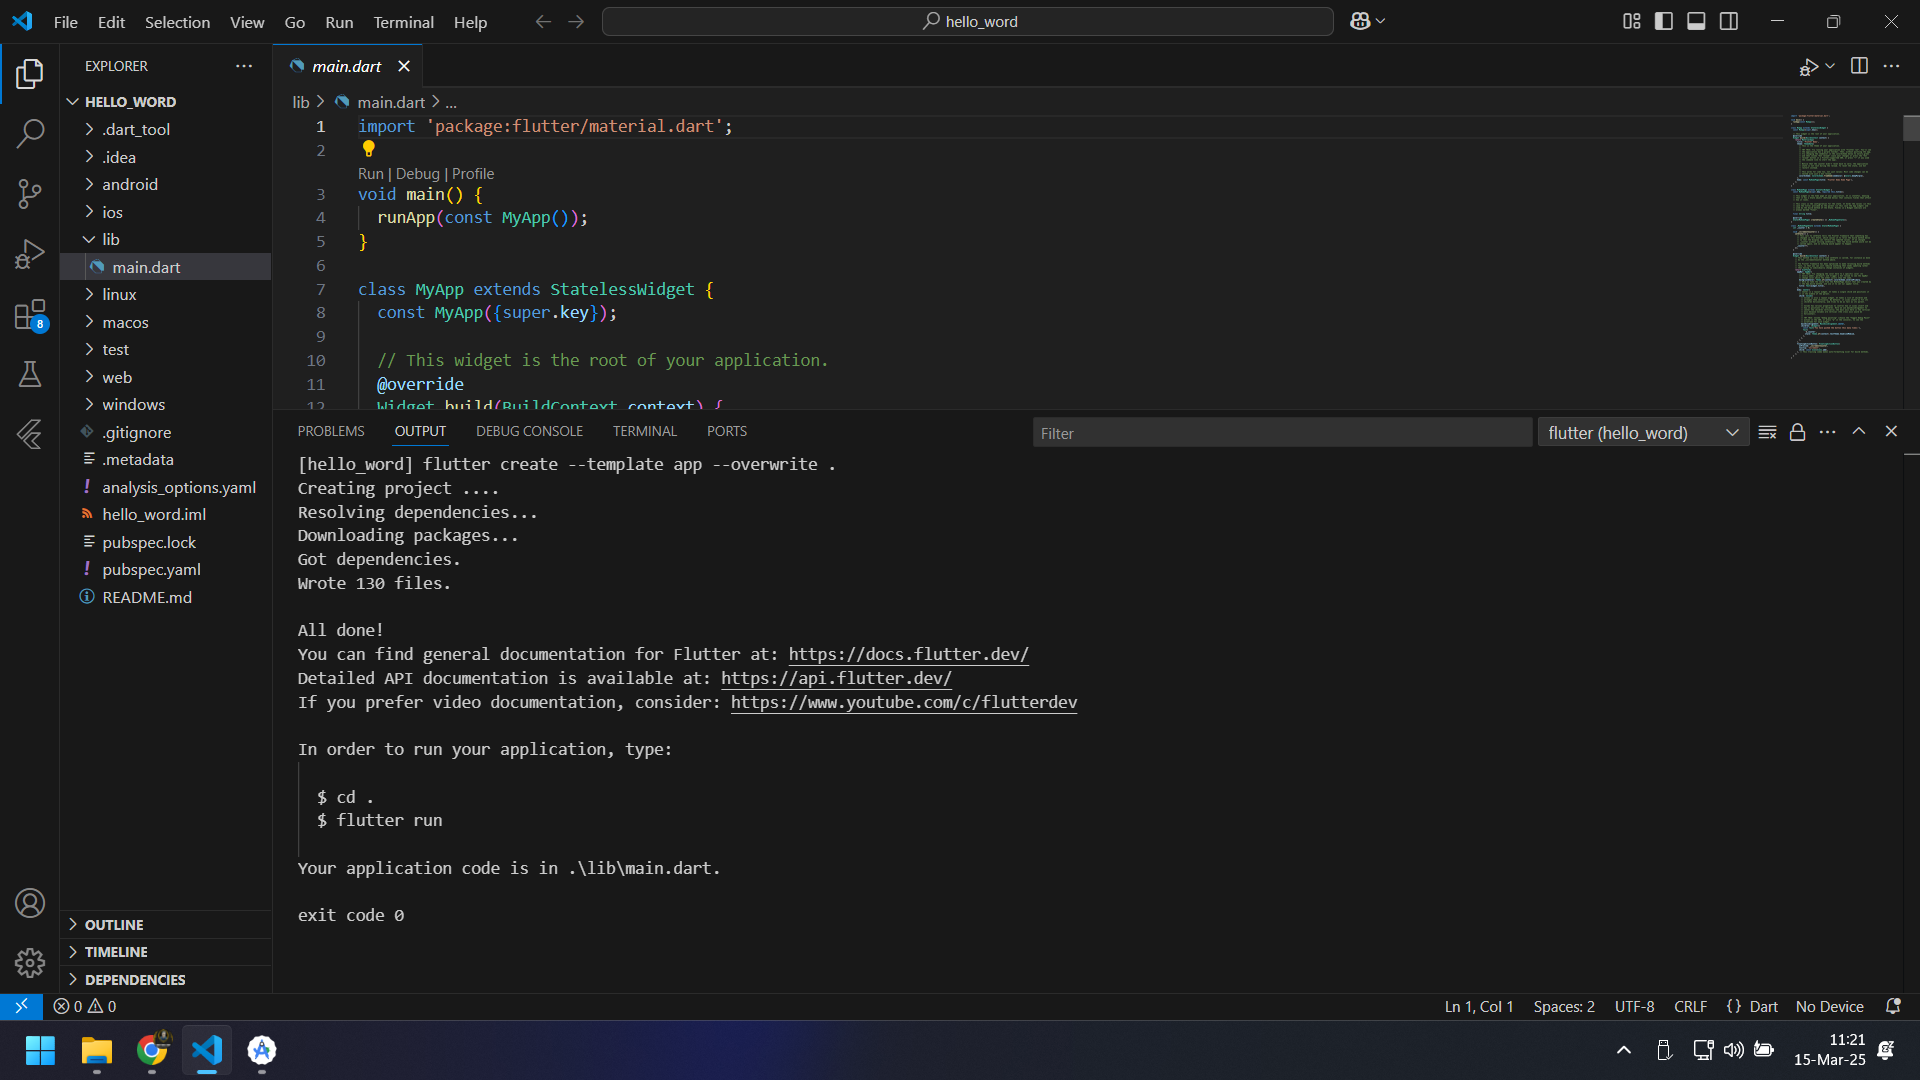 File Edit Selection View Go Run Terminal Help
hello_word
EXPLORER
HELLO_WORD
.dart_tool
.idea
android
ios
lib
main.dart
linux
macos
test
web
windows
.gitignore
.metadata
analysis_options.yaml
hello_word.iml
pubspec.lock
pubspec.yaml
README.md
OUTLINE
TIMELINE
DEPENDENCIES
8
main.dart
lib > main.dart > ...
1 import 'package:flutter/material.dart';
2
Run | Debug | Profile
3 void main() {
4 runApp(const MyApp());
5 }
6
7 class MyApp extends StatelessWidget {
8 const MyApp({super.key});
9
10 // This widget is the root of your application.
11 @override
12 Widget build(BuildContext context) {
PROBLEMS OUTPUT DEBUG CONSOLE TERMINAL PORTS
Filter
flutter (hello_word)
[hello_word] flutter create --template app --overwrite .
Creating project ....
Resolving dependencies...
Downloading packages...
Got dependencies.
Wrote 130 files.
All done!
You can find general documentation for Flutter at: https://docs.flutter.dev/
Detailed API documentation is available at: https://api.flutter.dev/
If you prefer video documentation, consider: https://www.youtube.com/c/flutterdev
In order to run your application, type:
$ cd .
$ flutter run
Your application code is in .\lib\main.dart.
exit code 0
0 0
Ln 1, Col 1 Spaces: 2 UTF-8 CRLF {} Dart No Device
11:21
15-Mar-25